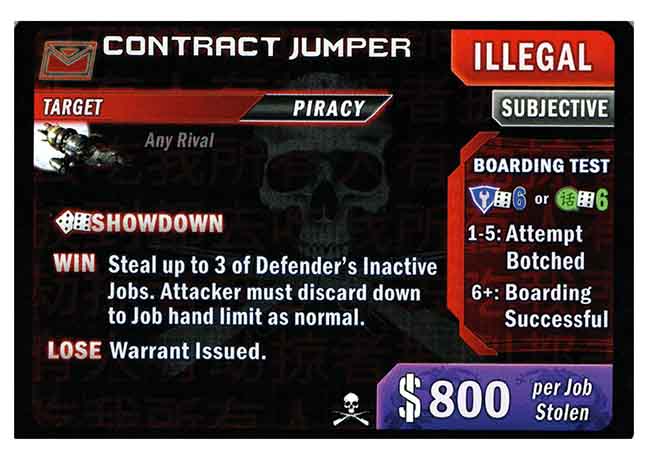 CONTRACT JUMPER
ILLEGAL
TARGET
PIRACY
SUBJECTIVE
Any Rival
BOARDING TEST
6 or 话 6
1-5: Attempt
Botched
6+: Boarding
Successful
SHOWDOWN
WIN Steal up to 3 of Defender's Inactive
Jobs. Attacker must discard down
to Job hand limit as normal.
LOSE Warrant Issued.
$800 per Job
Stolen